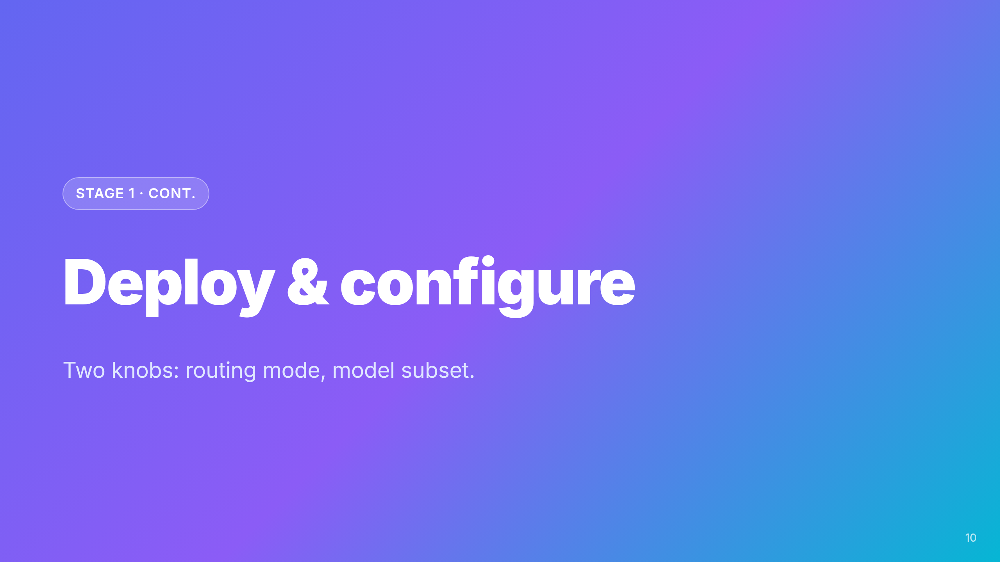 STAGE 1 · CONT.
Deploy & configure
Two knobs: routing mode, model subset.
10